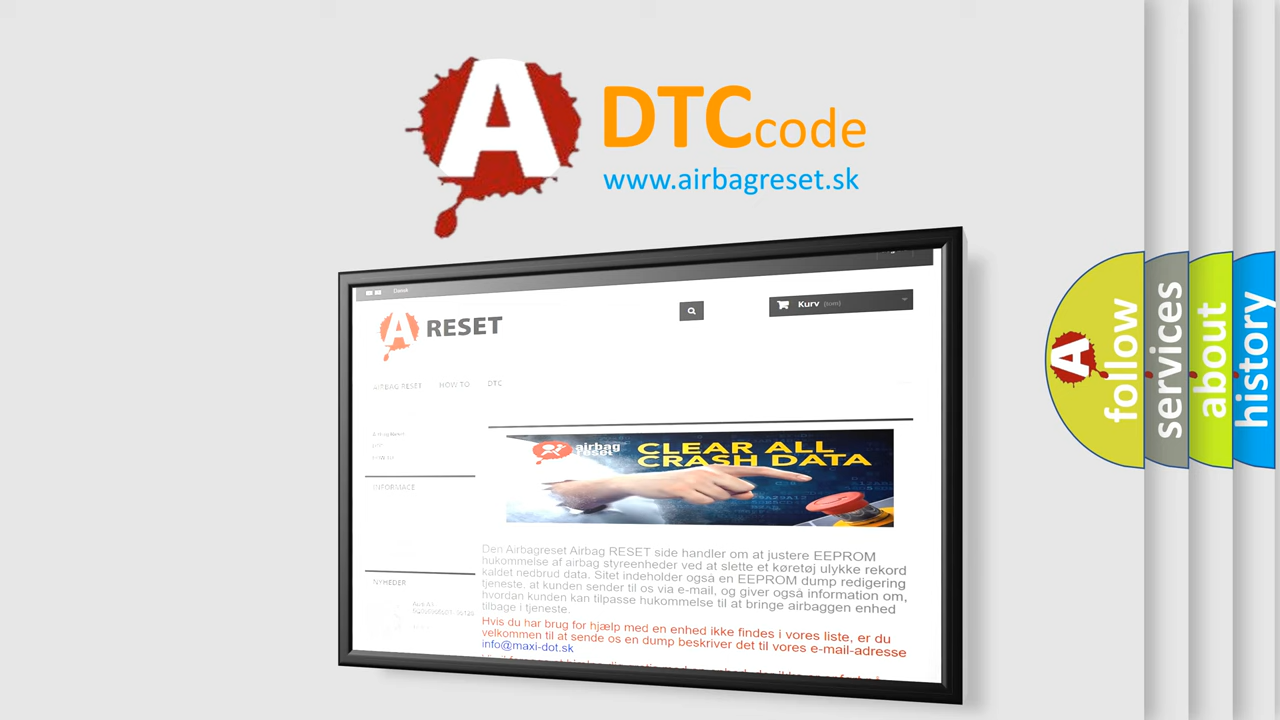 A DTC code
www.airbagreset.sk
Dansk
A RESET
Kurv (tom)
AIRBAG RESET HOW TO DTC
INFORMACE
NYHEDER
airbag
reset
CLEAR ALL
CRASH DATA
Den Airbagreset Airbag RESET side handler om at justere EEPROM
hukommelse af airbag styreenheder ved at slette et køretøj ulykke rekord
kaldet nedbrud data. Sitet indeholder også en EEPROM dump redigering
tjeneste, at kunden sender til os via e-mail, og giver også information om,
hvordan kunden kan tilpasse hukommelse til at bringe airbaggen enhed
tilbage i tjeneste.
Hvis du har brug for hjælp med en enhed ikke findes i vores liste, er du
velkommen til at sende os en dump beskriver det til vores e-mail-adresse
info@maxi-dot.sk
A
follow
services
about
history